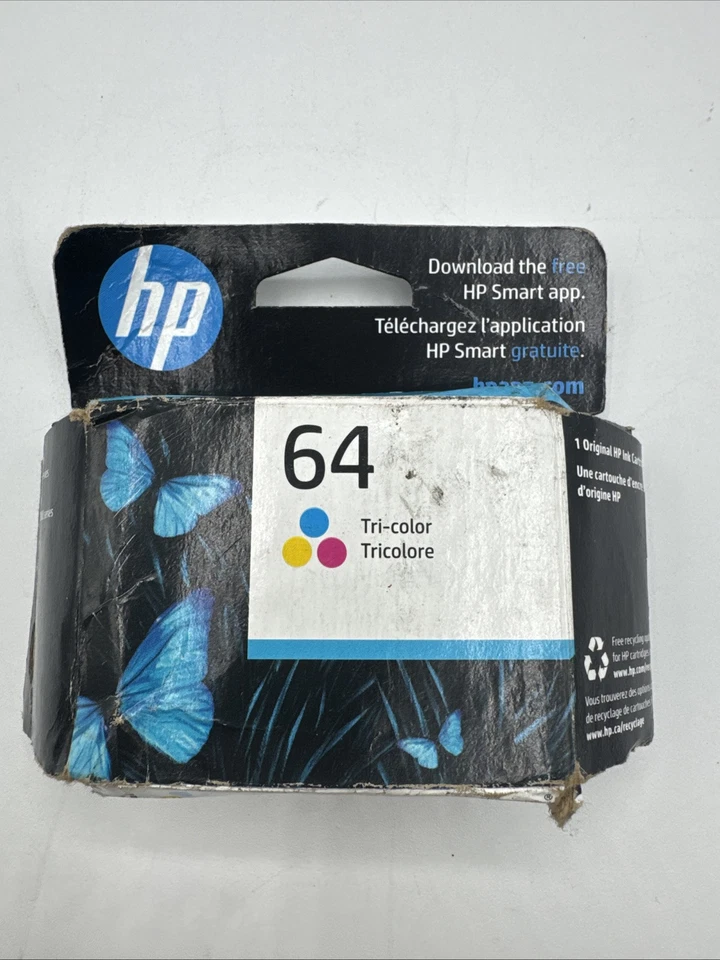 hp
Download the free
HP Smart app.
Téléchargez l'application
HP Smart gratuite.
64
Tri-color
Tricolore
1 Original HP Ink
Une cartouche
d'origine HP
Free recycling
for HP cartridges
Vous trouverez des
de recyclage de
www.hp.ca/recyclage
®